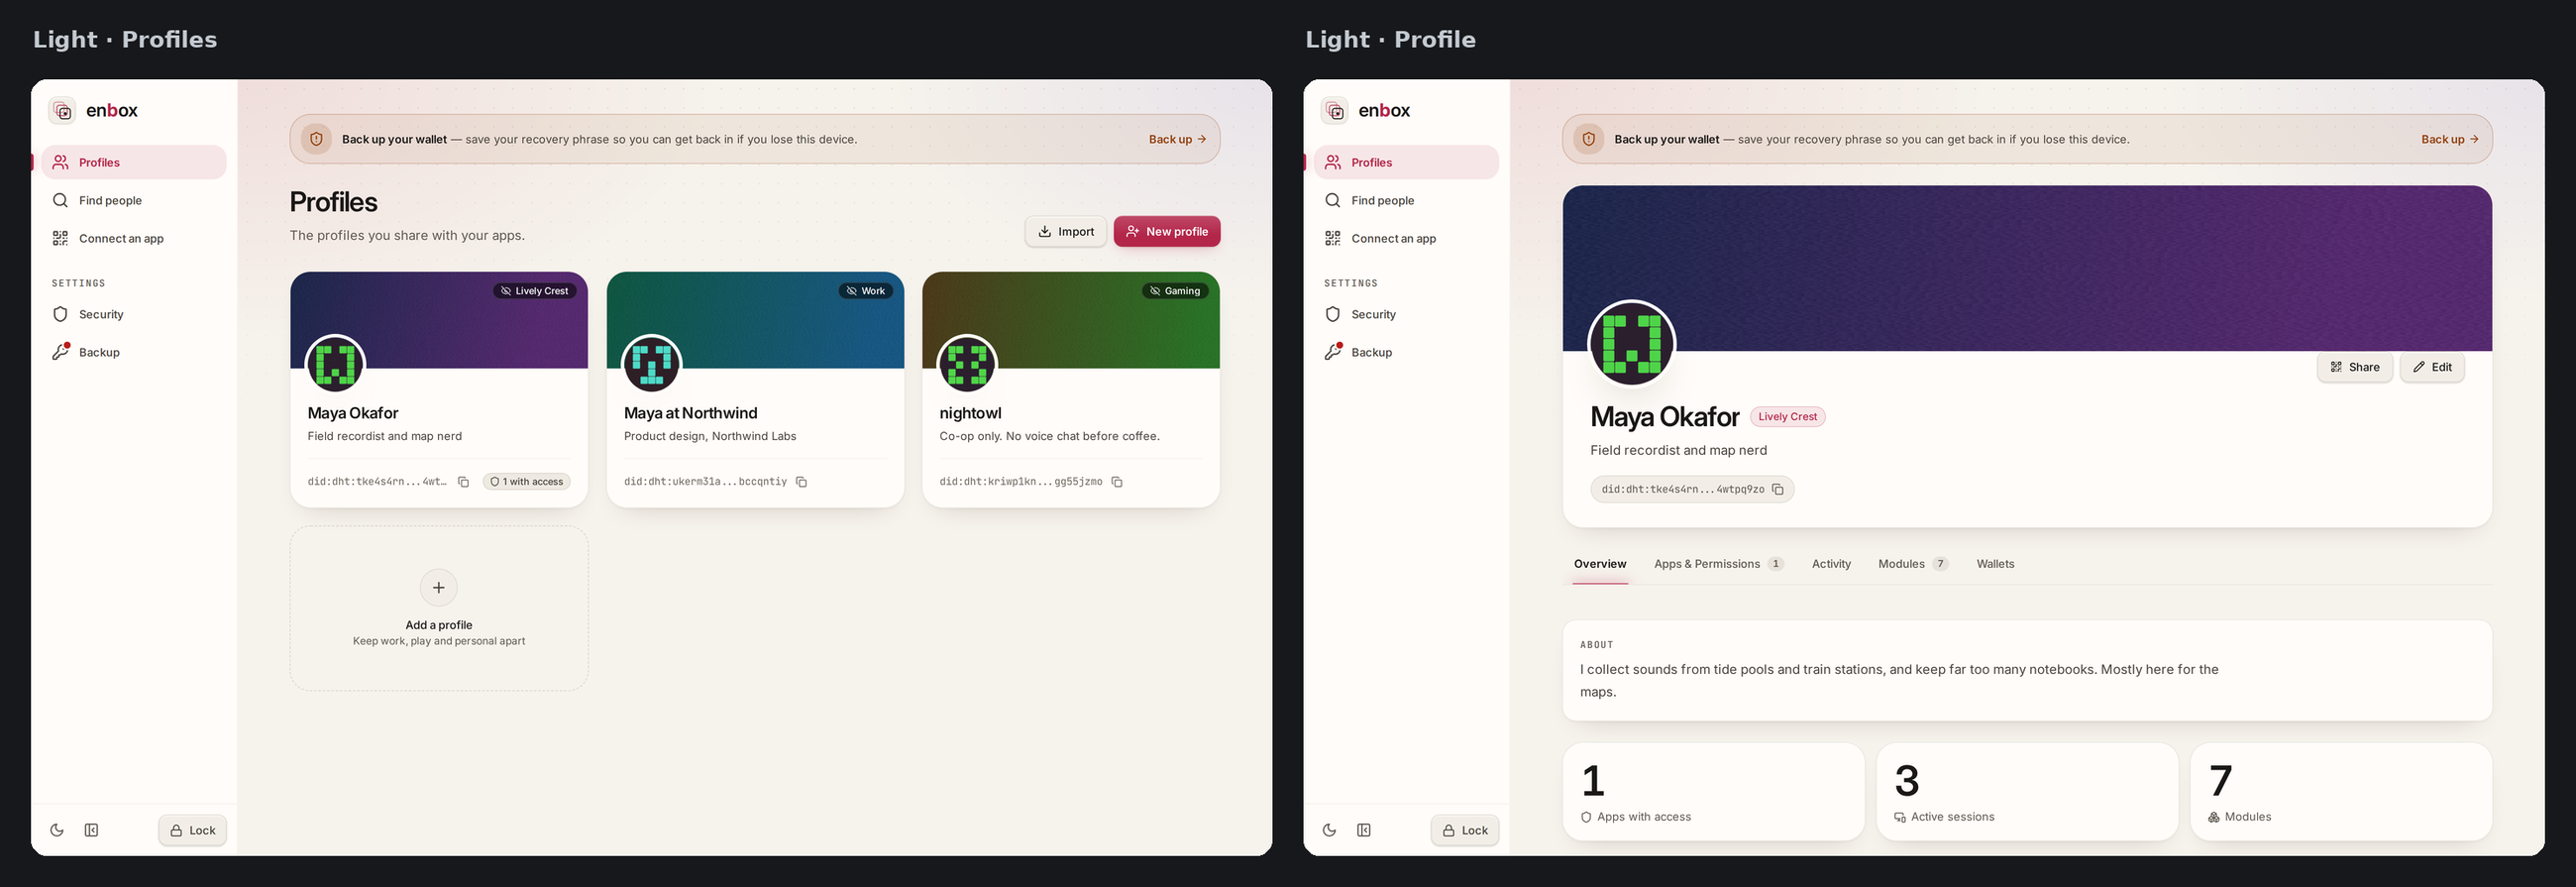 Light · Profiles
enbox
Profiles
Find people
Connect an app
SETTINGS
Security
Backup
Lock
Back up your wallet — save your recovery phrase so you can get back in if you lose this device.
Back up →
Profiles
The profiles you share with your apps.
Import
New profile
Lively Crest
Maya Okafor
Field recordist and map nerd
did:dht:tke4s4rn...4wt…
1 with access
Work
Maya at Northwind
Product design, Northwind Labs
did:dht:ukerm31a...bccqntiy
Gaming
nightowl
Co-op only. No voice chat before coffee.
did:dht:kriwp1kn...gg55jzmo
Add a profile
Keep work, play and personal apart
Light · Profile
enbox
Profiles
Find people
Connect an app
SETTINGS
Security
Backup
Lock
Back up your wallet — save your recovery phrase so you can get back in if you lose this device.
Back up →
Share
Edit
Maya Okafor
Lively Crest
Field recordist and map nerd
did:dht:tke4s4rn...4wtpq9zo
Overview
Apps & Permissions 1
Activity
Modules 7
Wallets
ABOUT
I collect sounds from tide pools and train stations, and keep far too many notebooks. Mostly here for the
maps.
1
Apps with access
3
Active sessions
7
Modules